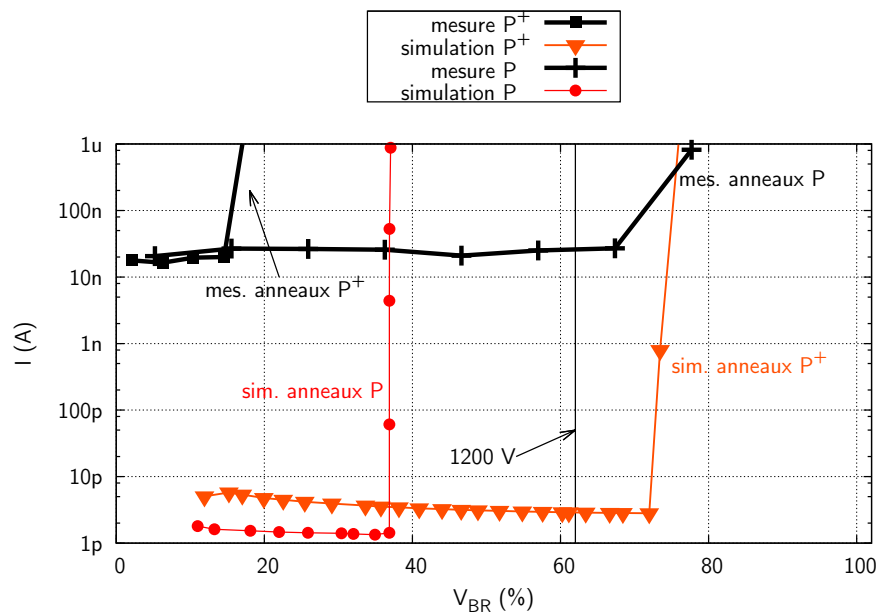 mesure P⁺
simulation P⁺
mesure P
simulation P
1u
100n
10n
1n
100p
10p
1p
I (A)
mes. anneaux P
mes. anneaux P⁺
sim. anneaux P⁺
sim. anneaux P
1200 V
0 20 40 60 80 100
V_BR (%)